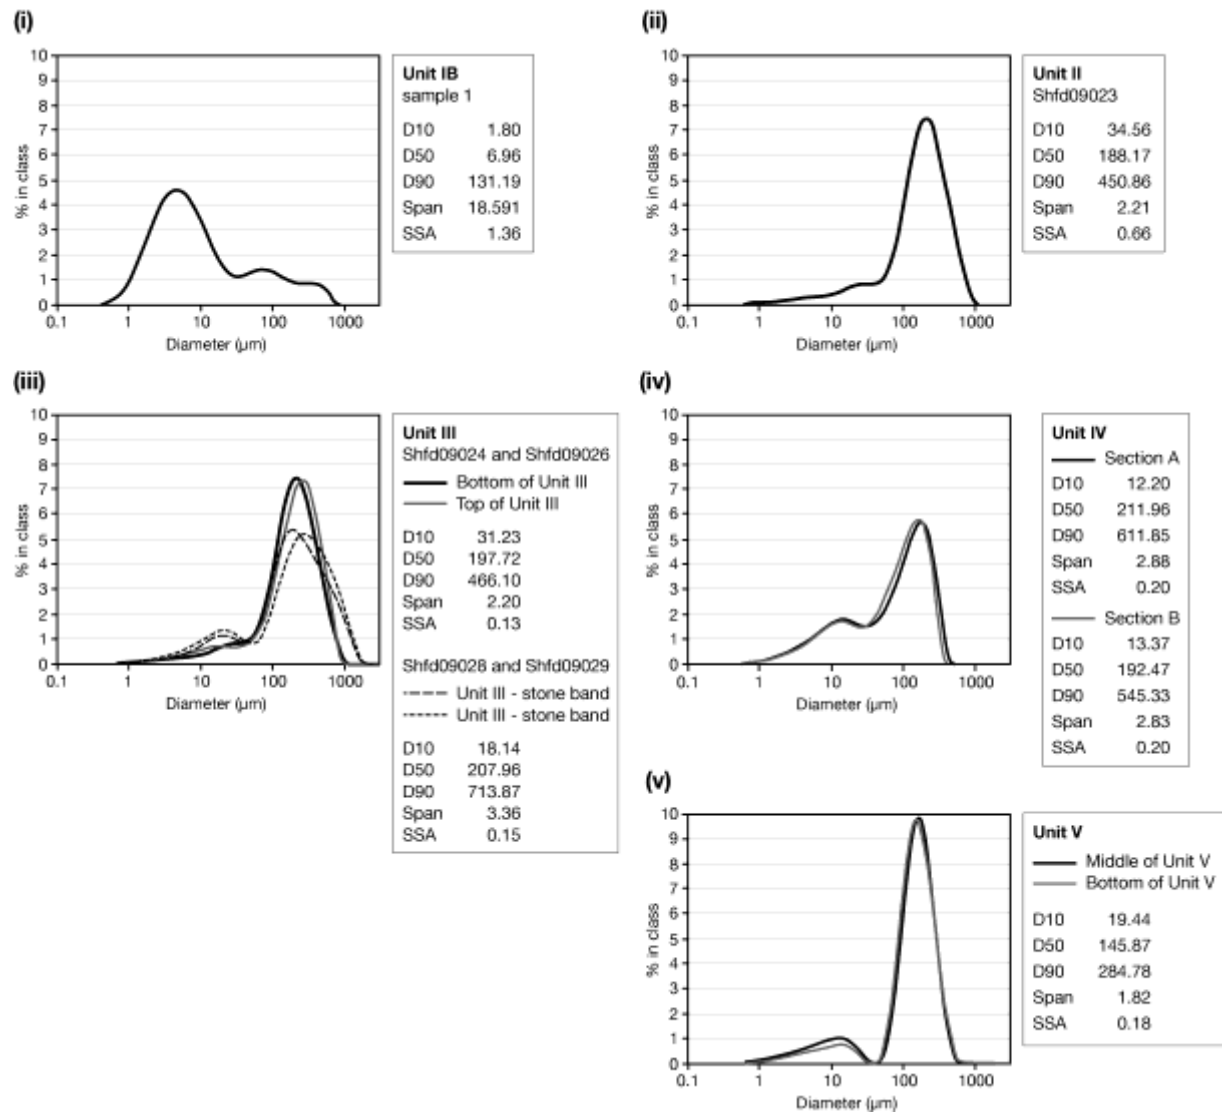 (i)
10
9
8
7
6
5
4
3
2
1
0
% in class
0.1 1 10 100 1000
Diameter (µm)
Unit IB
sample 1
D10 1.80
D50 6.96
D90 131.19
Span 18.591
SSA 1.36
(ii)
10
9
8
7
6
5
4
3
2
1
0
% in class
0.1 1 10 100 1000
Diameter (µm)
Unit II
Shfd09023
D10 34.56
D50 188.17
D90 450.86
Span 2.21
SSA 0.66
(iii)
10
9
8
7
6
5
4
3
2
1
0
% in class
0.1 1 10 100 1000
Diameter (µm)
Unit III
Shfd09024 and Shfd09026
Bottom of Unit III
Top of Unit III
D10 31.23
D50 197.72
D90 466.10
Span 2.20
SSA 0.13
Shfd09028 and Shfd09029
Unit III - stone band
Unit III - stone band
D10 18.14
D50 207.96
D90 713.87
Span 3.36
SSA 0.15
(iv)
10
9
8
7
6
5
4
3
2
1
0
% in class
0.1 1 10 100 1000
Diameter (µm)
Unit IV
Section A
D10 12.20
D50 211.96
D90 611.85
Span 2.88
SSA 0.20
Section B
D10 13.37
D50 192.47
D90 545.33
Span 2.83
SSA 0.20
(v)
10
9
8
7
6
5
4
3
2
1
0
% in class
0.1 1 10 100 1000
Diameter (µm)
Unit V
Middle of Unit V
Bottom of Unit V
D10 19.44
D50 145.87
D90 284.78
Span 1.82
SSA 0.18